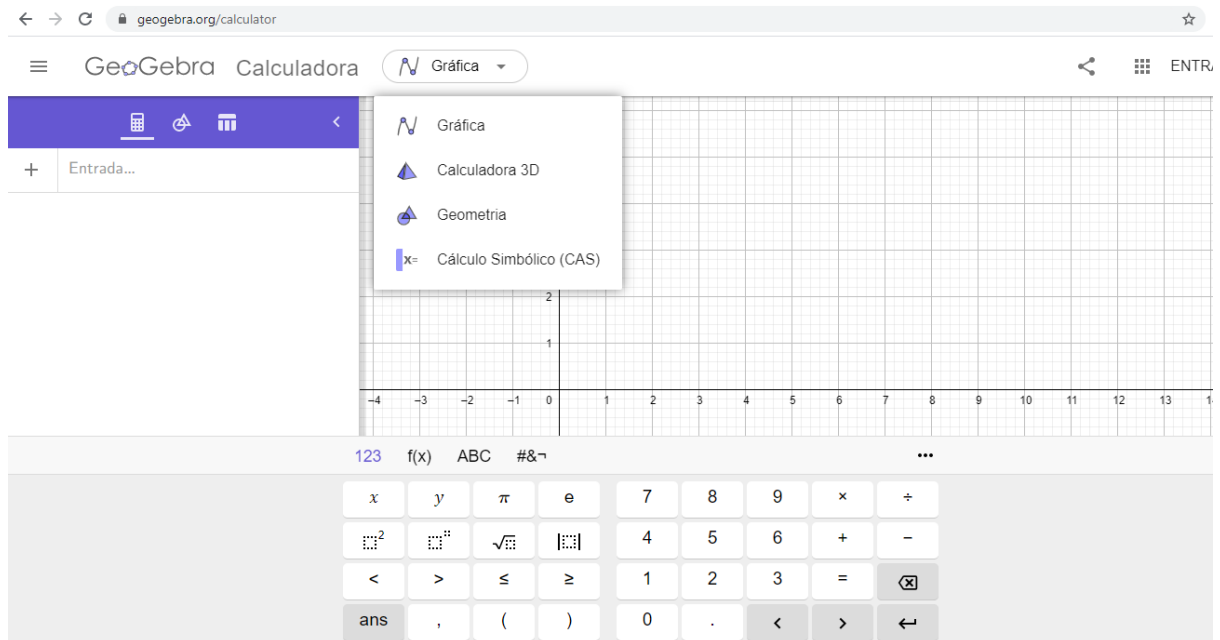 geogebra.org/calculator
GeoGebra Calculadora Gráfica ENTRA
Gráfica
Calculadora 3D
Geometria
x= Cálculo Simbólico (CAS)
+ Entrada...
2
1
–4 –3 –2 –1 0 1 2 3 4 5 6 7 8 9 10 11 12 13 1
123 f(x) ABC #&¬ •••
x y π e 7 8 9 × ÷
2 √ | | 4 5 6 + −
< > ≤ ≥ 1 2 3 =
ans , ( ) 0 . < >